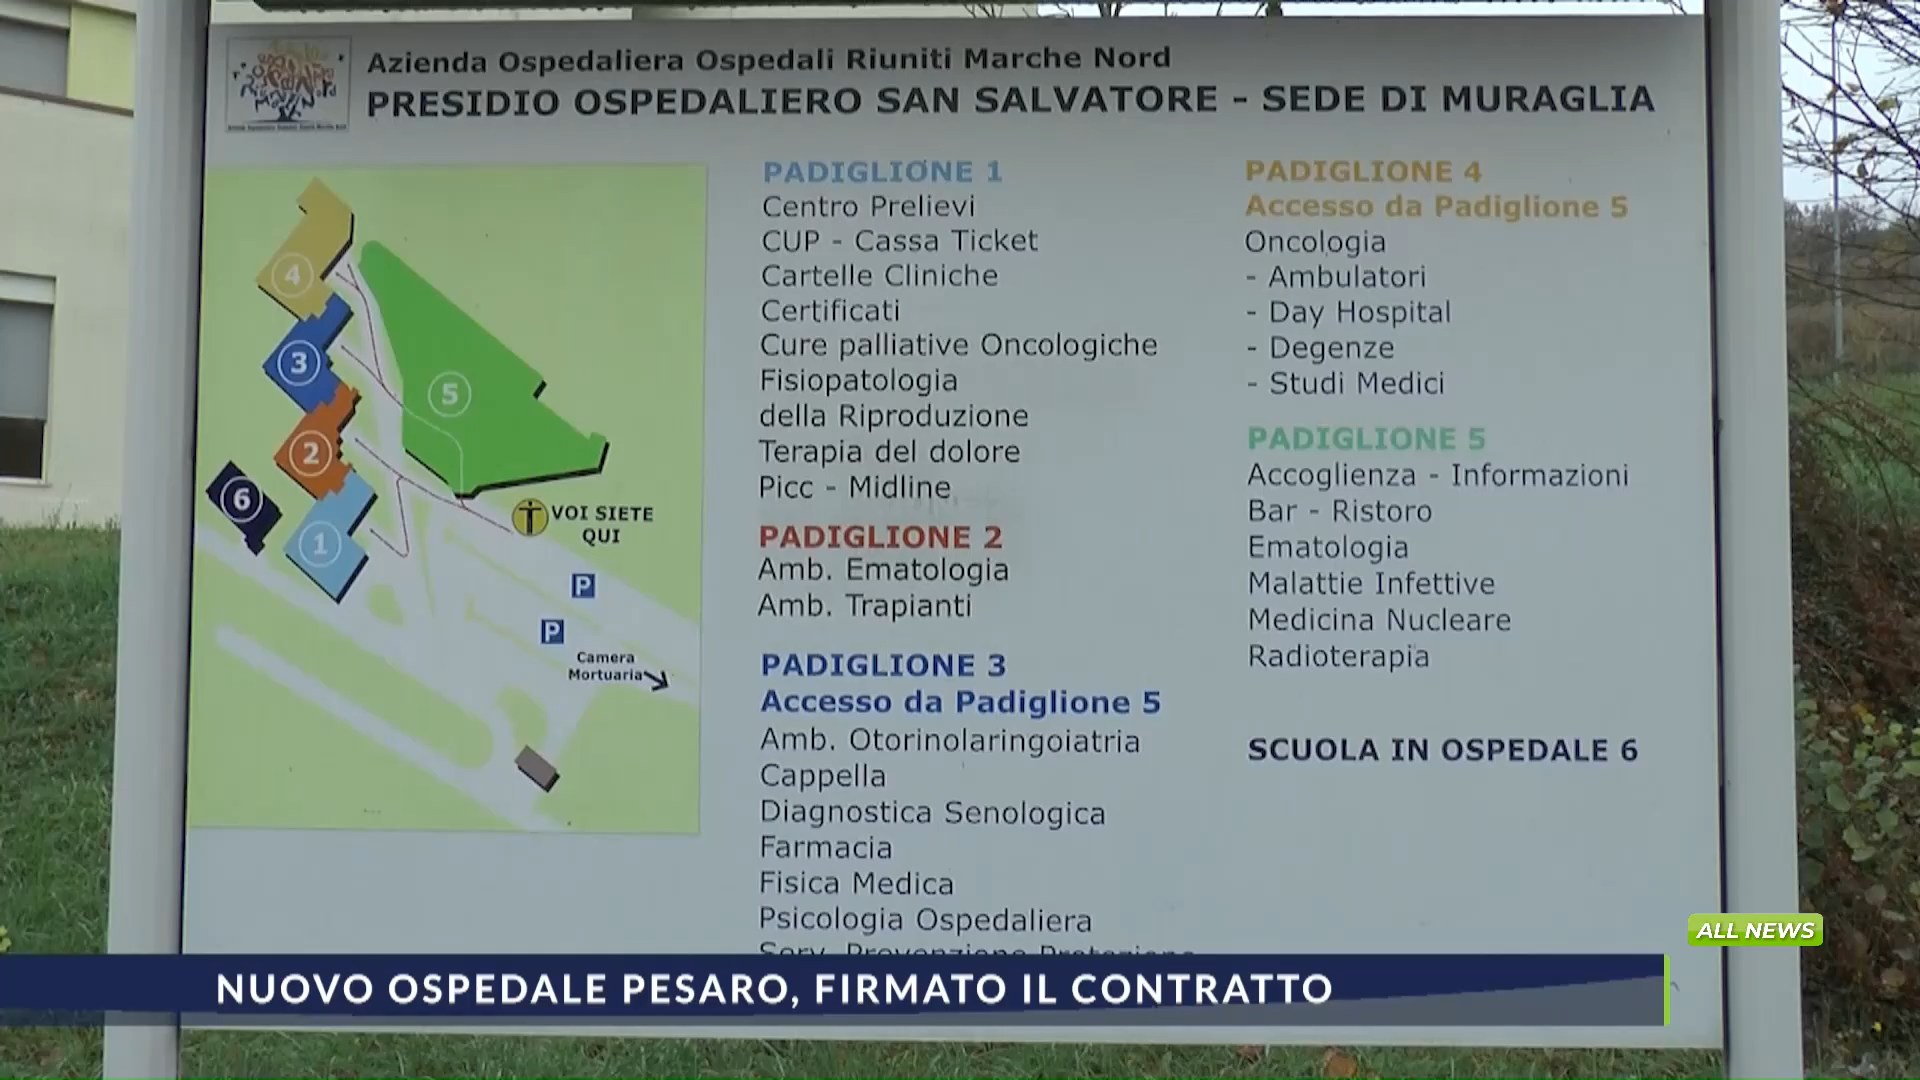 Azienda Ospedaliera Ospedali Riuniti Marche Nord
PRESIDIO OSPEDALIERO SAN SALVATORE - SEDE DI MURAGLIA
4
3
2
6
1
5
VOI SIETE
QUI
P
P
Camera
Mortuaria
PADIGLIONE 1
Centro Prelievi
CUP - Cassa Ticket
Cartelle Cliniche
Certificati
Cure palliative Oncologiche
Fisiopatologia
della Riproduzione
Terapia del dolore
Picc - Midline
PADIGLIONE 2
Amb. Ematologia
Amb. Trapianti
PADIGLIONE 3
Accesso da Padiglione 5
Amb. Otorinolaringoiatria
Cappella
Diagnostica Senologica
Farmacia
Fisica Medica
Psicologia Ospedaliera
Serv. Prevenzione Protezione
PADIGLIONE 4
Accesso da Padiglione 5
Oncologia
- Ambulatori
- Day Hospital
- Degenze
- Studi Medici
PADIGLIONE 5
Accoglienza - Informazioni
Bar - Ristoro
Ematologia
Malattie Infettive
Medicina Nucleare
Radioterapia
SCUOLA IN OSPEDALE 6
ALL NEWS
NUOVO OSPEDALE PESARO, FIRMATO IL CONTRATTO